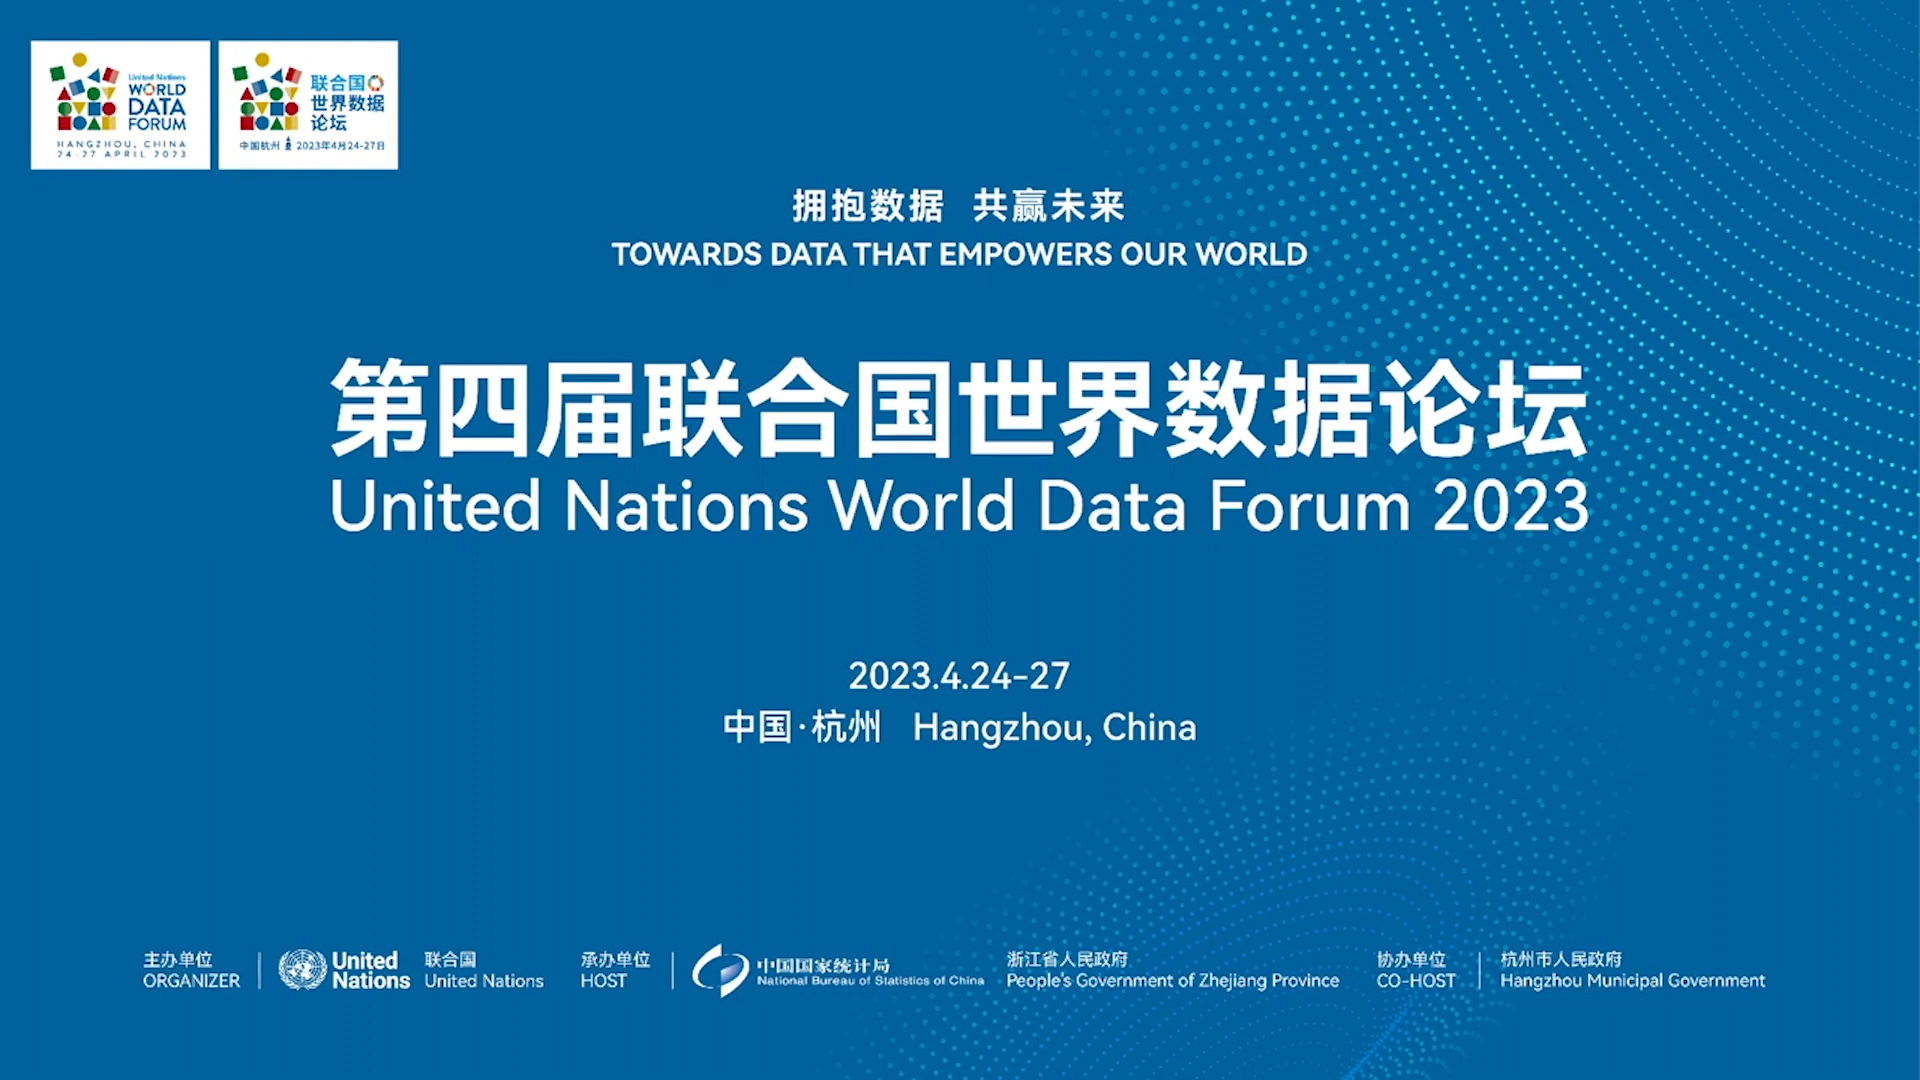 United Nations
WORLD
DATA
FORUM
HANGZHOU, CHINA
24-27 APRIL 2023
联合国
世界数据
论坛
中国杭州 2023年4月24-27日
拥抱数据 共赢未来
TOWARDS DATA THAT EMPOWERS OUR WORLD
第四届联合国世界数据论坛
United Nations World Data Forum 2023
2023.4.24-27
中国·杭州 Hangzhou, China
主办单位
ORGANIZER
United
Nations
联合国
United Nations
承办单位
HOST
中国国家统计局
National Bureau of Statistics of China
浙江省人民政府
People's Government of Zhejiang Province
协办单位
CO-HOST
杭州市人民政府
Hangzhou Municipal Government